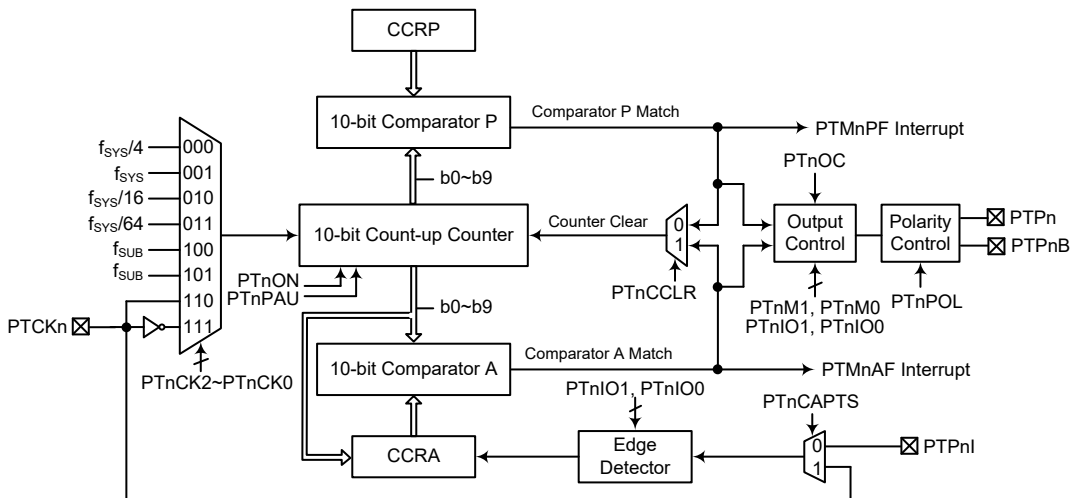 CCRP
10-bit Comparator P
Comparator P Match
PTMnPF Interrupt
fSYS/4
000
fSYS
001
fSYS/16
010
fSYS/64
011
fSUB
100
fSUB
101
110
111
PTCKn
PTnCK2~PTnCK0
b0~b9
10-bit Count-up Counter
Counter Clear
PTnON
PTnPAU
0
1
PTnCCLR
PTnOC
Output
Control
PTnM1, PTnM0
PTnIO1, PTnIO0
Polarity
Control
PTnPOL
PTPn
PTPnB
b0~b9
10-bit Comparator A
Comparator A Match
PTMnAF Interrupt
CCRA
PTnIO1, PTnIO0
Edge
Detector
PTnCAPTS
0
1
PTPnI